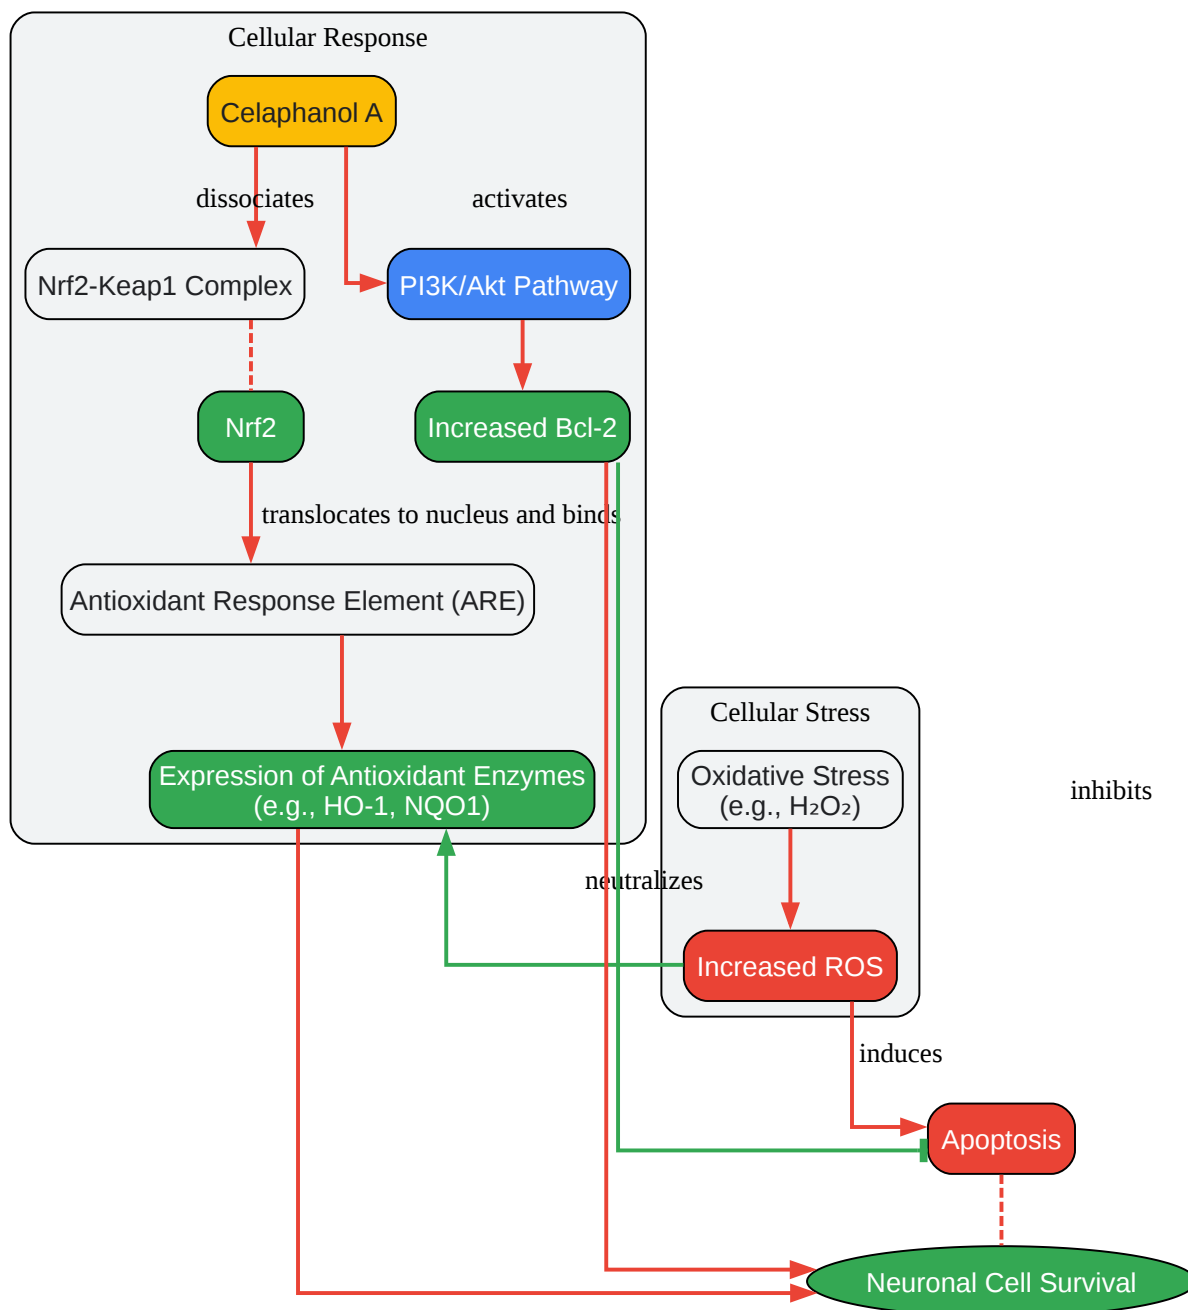 Cellular Response
Celaphanol A
dissociates
activates
Nrf2-Keap1 Complex
PI3K/Akt Pathway
Nrf2
Increased Bcl-2
translocates to nucleus and binds
Antioxidant Response Element (ARE)
Cellular Stress
Expression of Antioxidant Enzymes
(e.g., HO-1, NQO1)
Oxidative Stress
(e.g., H₂O₂)
inhibits
neutralizes
Increased ROS
induces
Apoptosis
Neuronal Cell Survival